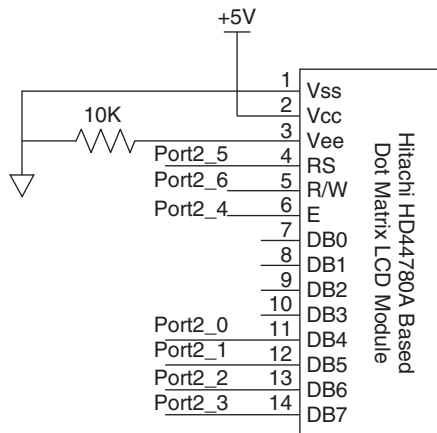 +5V
1 Vss
2 Vcc
10K
3 Vee
Port2_5 4 RS
Port2_6 5 R/W
Port2_4 6 E
7 DB0
8 DB1
9 DB2
10 DB3
Port2_0 11 DB4
Port2_1 12 DB5
Port2_2 13 DB6
Port2_3 14 DB7
Hitachi HD44780A Based
Dot Matrix LCD Module